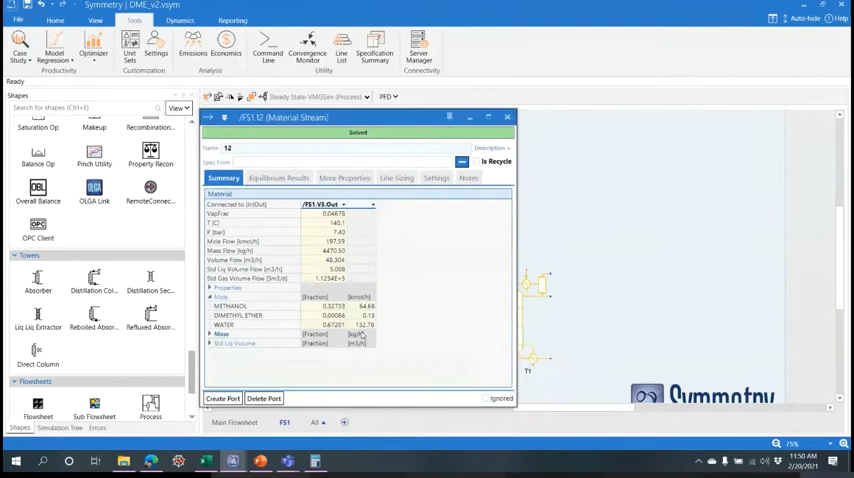 Symmetry | DME_v2.vsym
File Home View Tools Dynamics Reporting
Auto-hide Help
Case Study Model Regression Optimizer Unit Sets Settings Emissions Economics Command Line Convergence Monitor Line List Specification Summary Server Manager
Productivity Customization Analysis Utility Connectivity
Ready
Shapes
Steady State-VMGSim (Process) PFD
Search for shapes (Ctrl+E) View
Saturation Op Makeup Recombination...
Balance Op Pinch Utility Property Recon
OBL OLGA
Overall Balance OLGA Link RemoteConnec...
OPC
OPC Client
Towers
Absorber Distillation Col... Distillation Sec...
Liq Liq Extractor Reboiled Absor... Refluxed Absor...
Direct Column
Flowsheets
Flowsheet Sub Flowsheet Process
Shapes Simulation Tree Errors
/FS1.12 (Material Stream)
Solved
Name 12 Description
Spec From Is Recycle
Summary Equilibrium Results More Properties Line Sizing Settings Notes
Material
Connected to [In|Out] /FS1.V3.Out
VapFrac 0.04678
T [C] 140.1
P [bar] 7.40
Mole Flow [kmol/h] 197.59
Mass Flow [kg/h] 4470.50
Volume Flow [m3/h] 48.304
Std Liq Volume Flow [m3/h] 5.008
Std Gas Volume Flow [Sm3/d] 1.1234E+5
Properties
Mole [Fraction] [kmol/h]
METHANOL 0.32733 64.68
DIMETHYL ETHER 0.00066 0.13
WATER 0.67201 132.78
Mass [Fraction] [kg/h]
Std Liq Volume [Fraction] [m3/h]
Create Port Delete Port Ignored
T1
Symmetry
Main Flowsheet FS1 All
75%
11:50 AM
2/20/2021